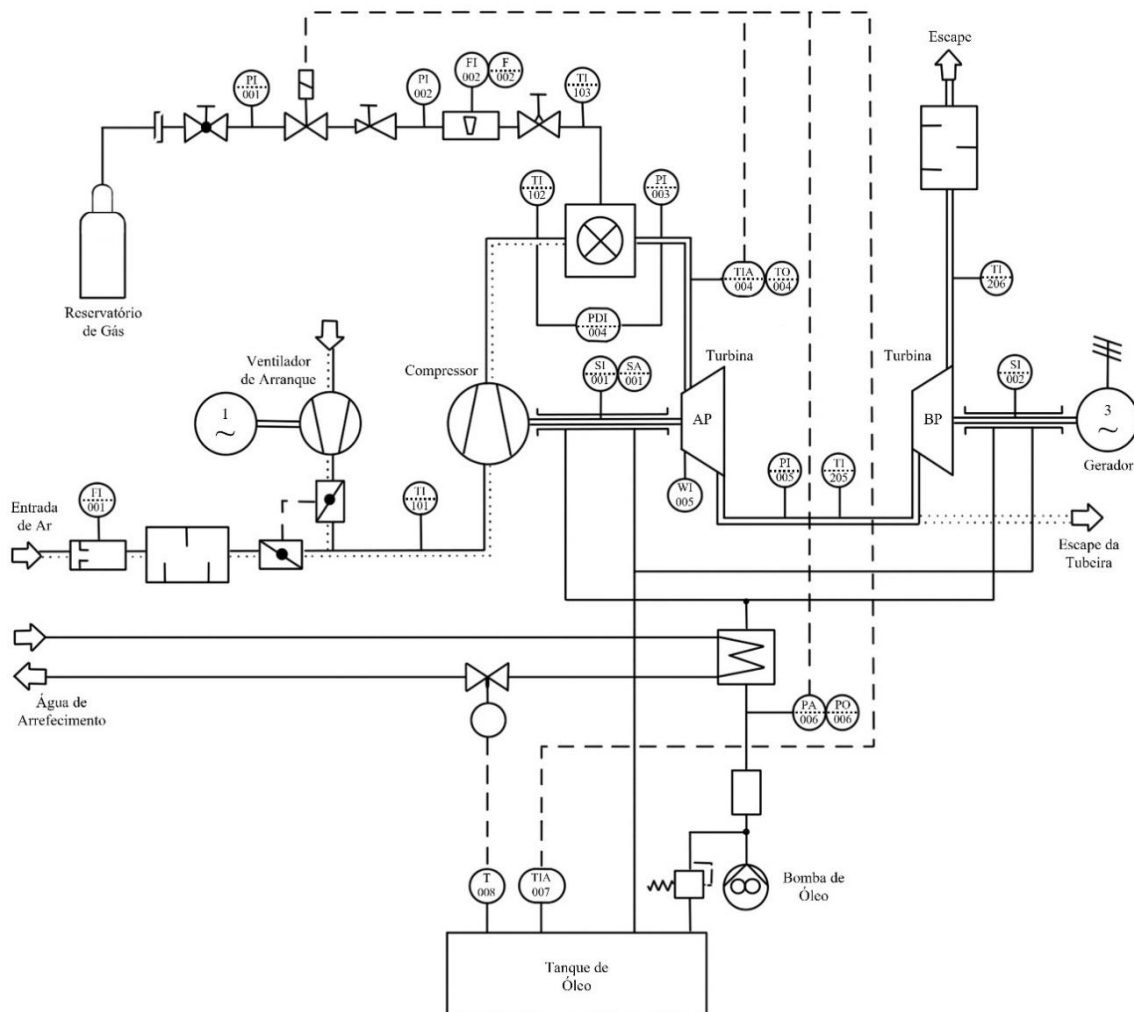 Escape
PI
001
PI
002
FI
002
F
002
TI
103
TI
102
PI
003
Reservatório
de Gás
TIA
004
TO
004
TI
206
PDI
004
Ventilador
de Arranque
Compressor
SI
001
SA
001
Turbina
Turbina
SI
002
1
~
AP
BP
3
~
Gerador
Entrada
de Ar
FI
001
TI
101
WI
005
PI
005
TI
205
Escape da
Tubeira
Água de
Arrefecimento
PA
006
PO
006
T
008
TIA
007
Bomba de
Óleo
Tanque de
Óleo